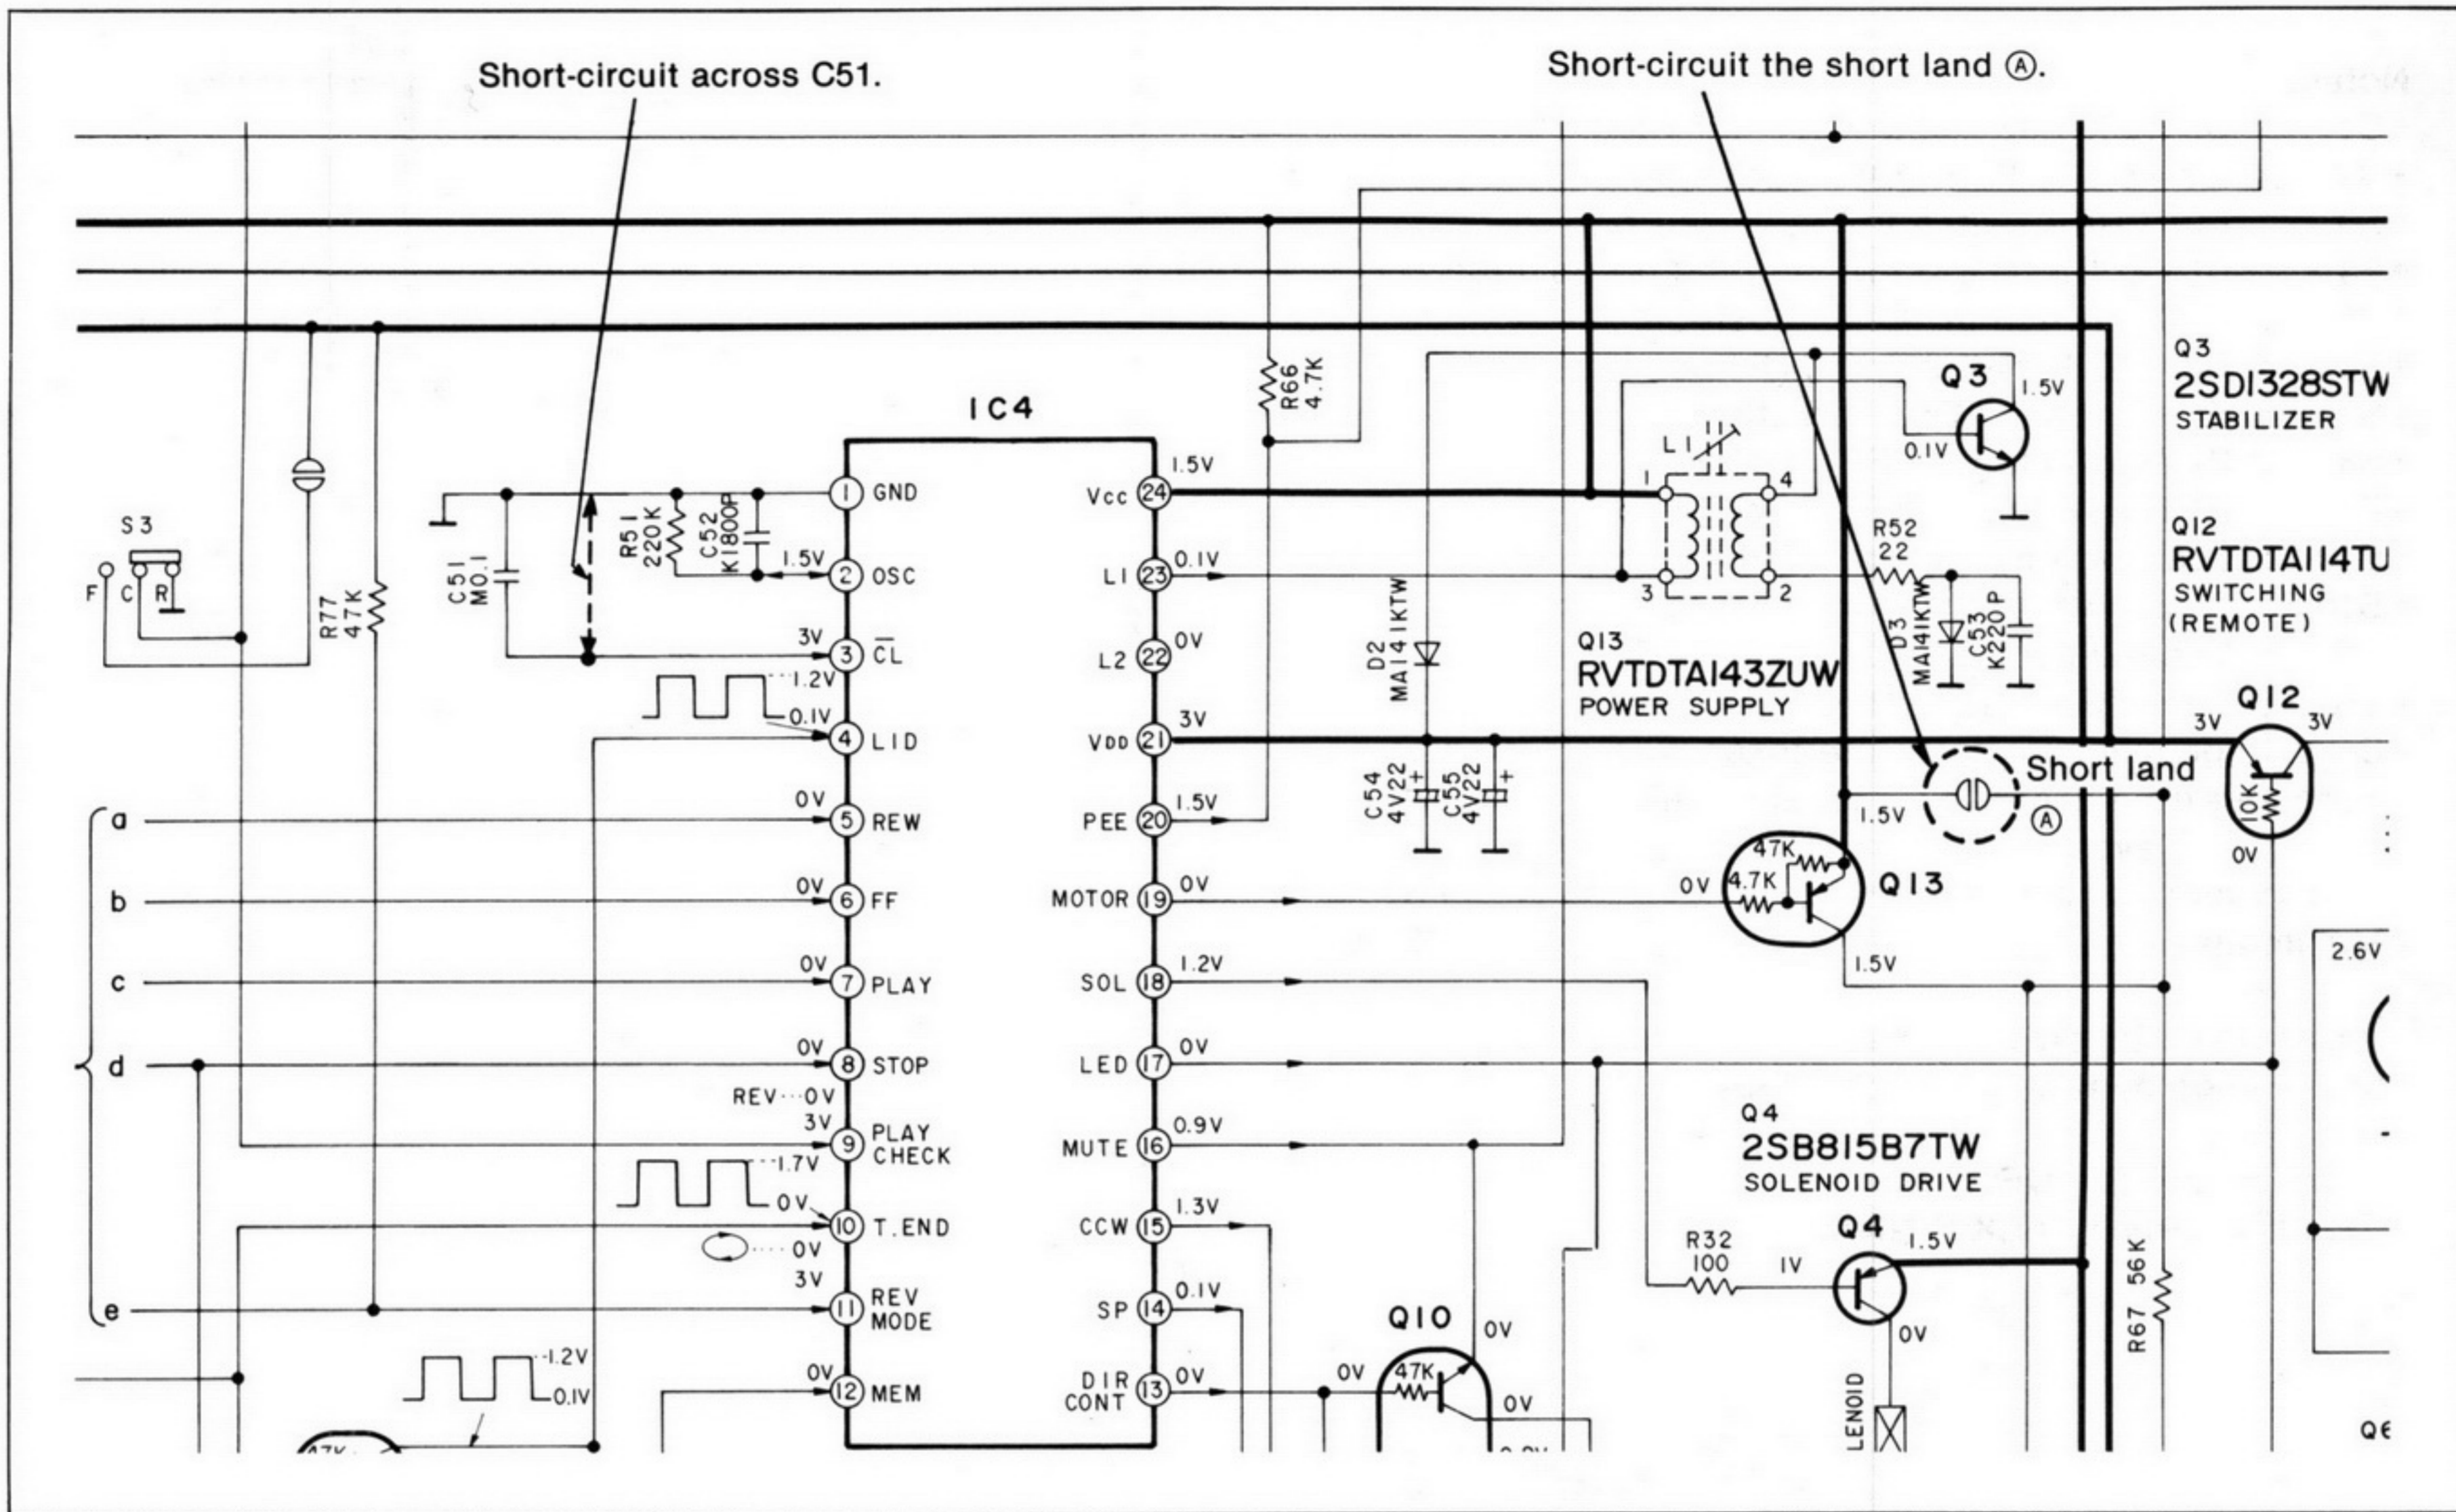 Short-circuit across C51.
Short-circuit the short land Ⓐ.
Q3
2SD1328STW
STABILIZER
Q3
1.5V
0.1V
R66
4.7K
IC4
L1
1
4
3
2
R52
22
Q12
RVTDTA114TU
SWITCHING
(REMOTE)
S3
F C R
R77
47K
C51
M0.1
R51
220K
C52
K1800P
1.5V
3V
1.2V
0.1V
1 GND
2 OSC
3 CL
4 LID
5 REW
6 FF
7 PLAY
8 STOP
9 PLAY
CHECK
10 T.END
11 REV
MODE
12 MEM
1.5V
Vcc 24
0.1V
L1 23
0V
L2 22
3V
VDD 21
1.5V
PEE 20
0V
MOTOR 19
1.2V
SOL 18
0V
LED 17
0.9V
MUTE 16
1.3V
CCW 15
0.1V
SP 14
0V
DIR
CONT 13
D2
MA141KTW
D3
MA141KTW
C53
K220P
Q13
RVTDTA143ZUW
POWER SUPPLY
C54
4V22
+
C55
4V22
+
Short land
Ⓐ
1.5V
Q12
3V
3V
10K
0V
47K
4.7K
0V
Q13
1.5V
2.6V
a
0V
b
0V
c
0V
d
0V
REV···0V
3V
1.7V
0V
0V
e
3V
0V
1.2V
0.1V
47K
Q4
2SB815B7TW
SOLENOID DRIVE
Q4
R32
100
1V
1.5V
0V
LENOID
R67 56K
Q10
0V
0V
47K
0V